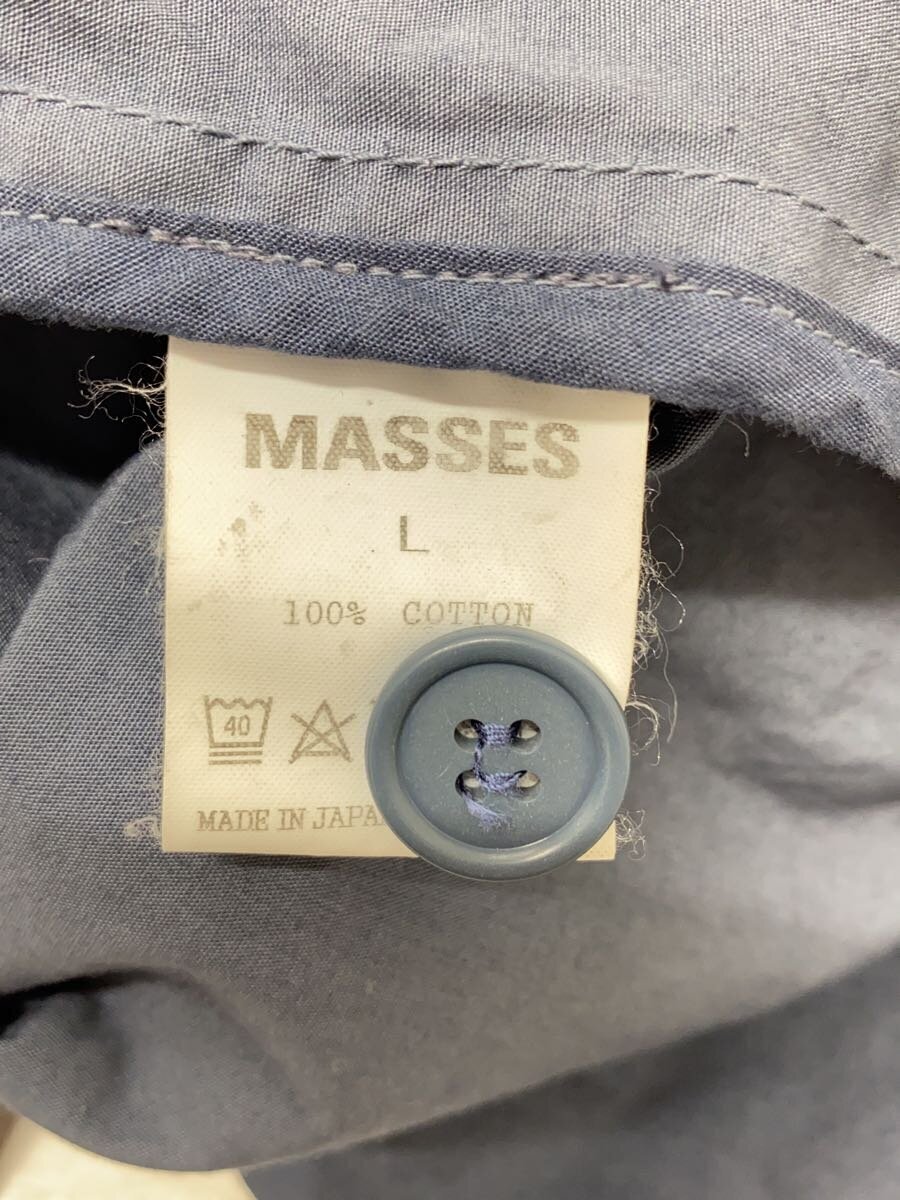 MASSES
L
100% COTTON
40
MADE IN JAPA